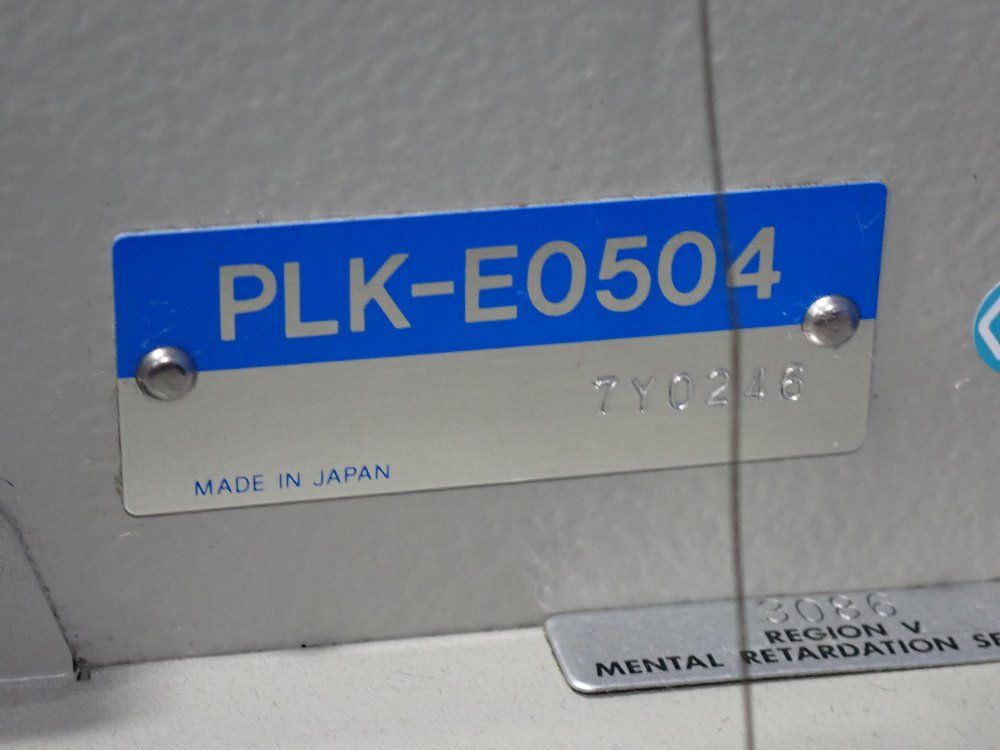 PLK-E0504
7Y0246
MADE IN JAPAN
3086
REGION V
MENTAL RETARDATION